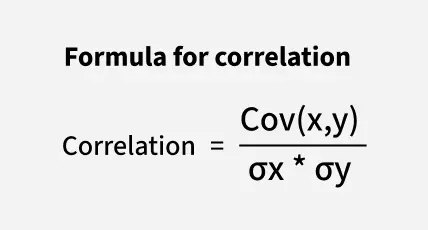 Formula for correlation
Correlation = Cov(x,y)
σx * σy